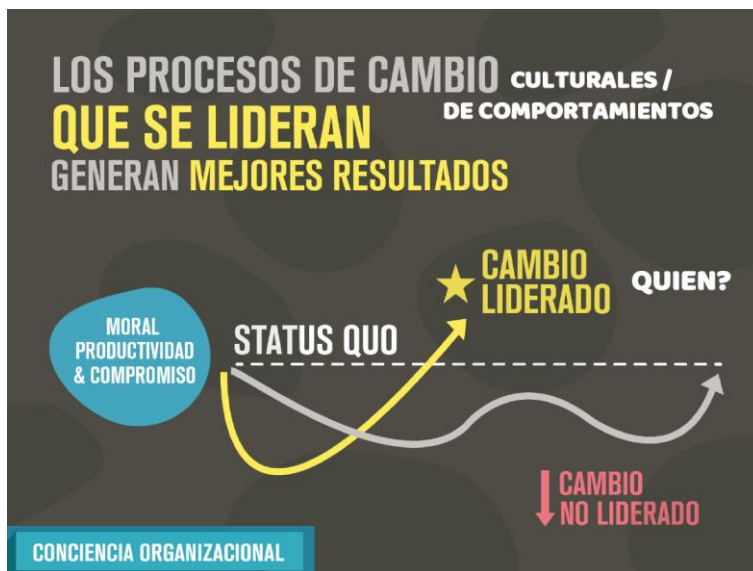 LOS PROCESOS DE CAMBIO CULTURALES /
DE COMPORTAMIENTOS
QUE SE LIDERAN
GENERAN MEJORES RESULTADOS
CAMBIO
LIDERADO
QUIEN?
MORAL
PRODUCTIVIDAD
& COMPROMISO
STATUS QUO
CAMBIO
NO LIDERADO
CONCIENCIA ORGANIZACIONAL